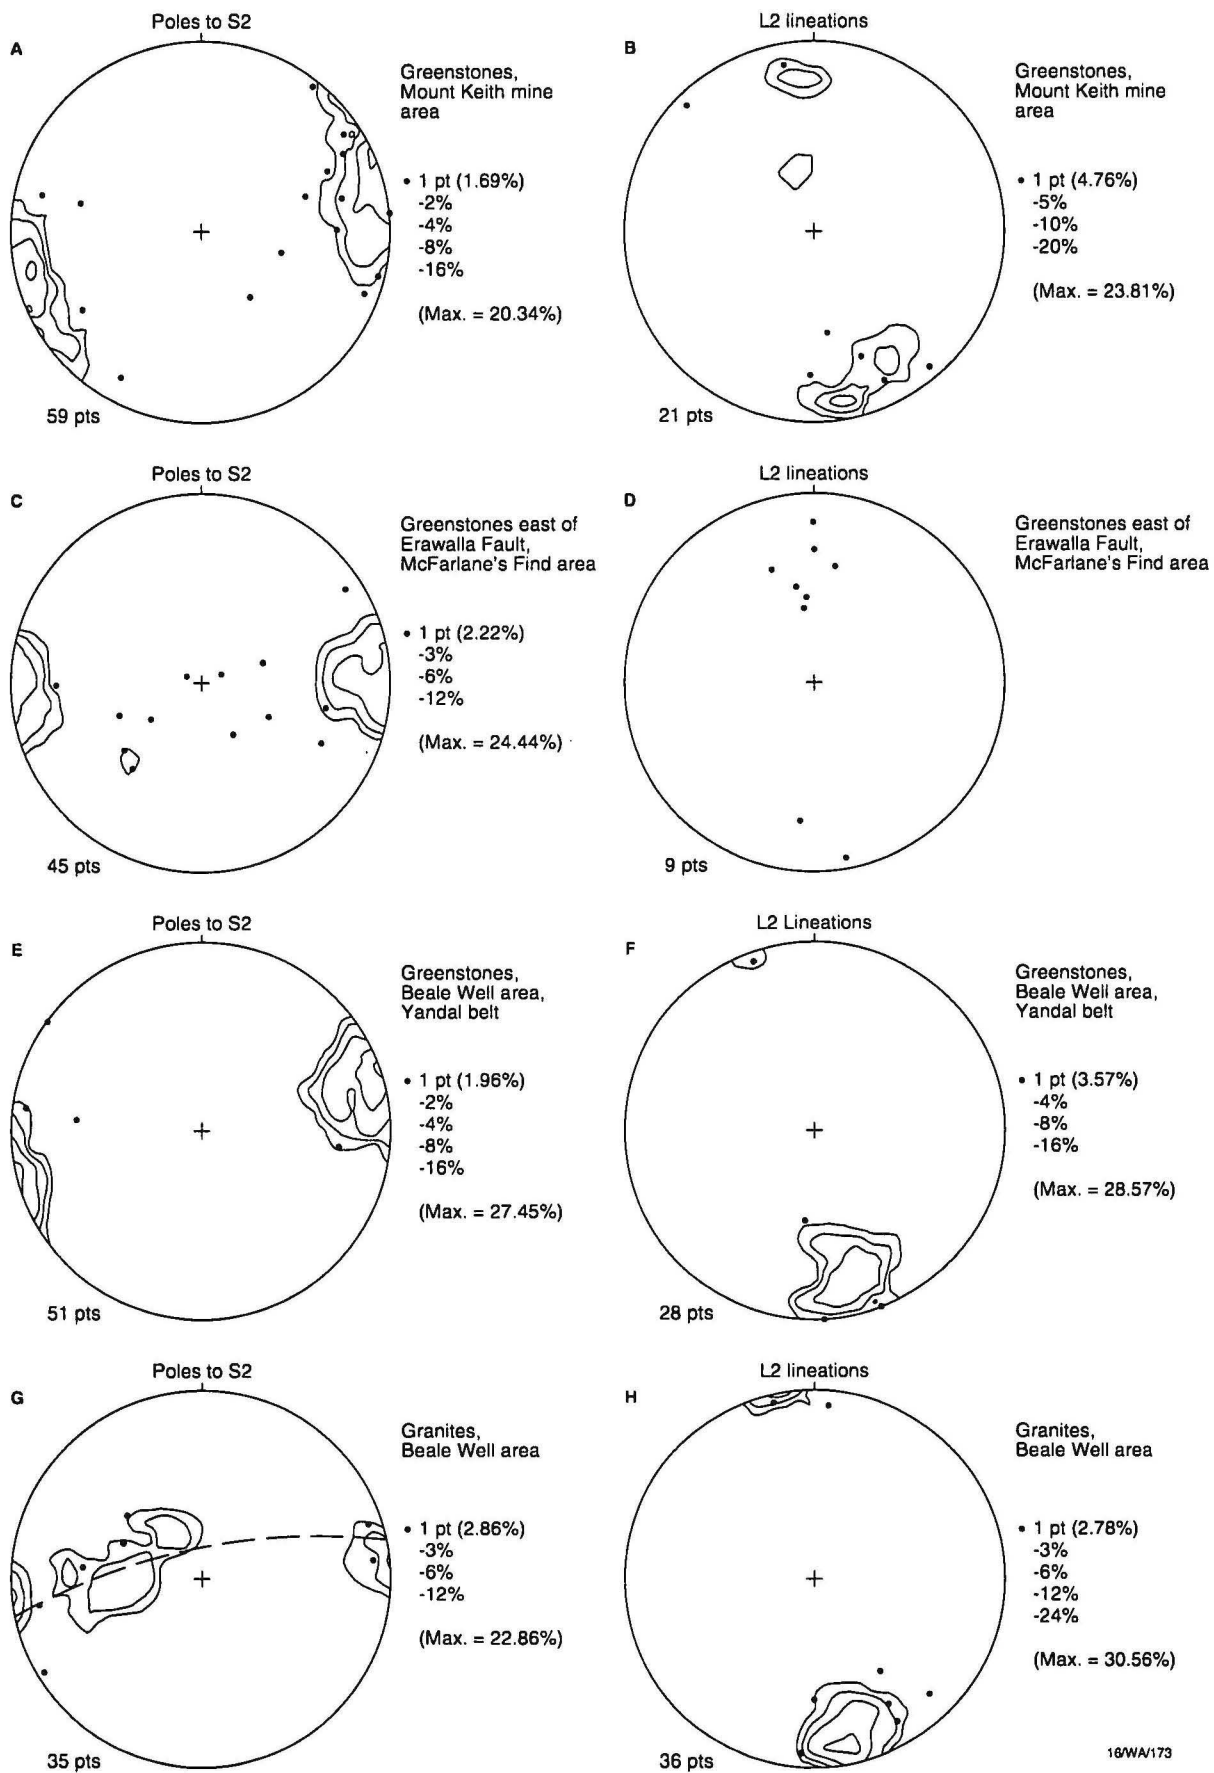 Poles to S2
A
Greenstones,
Mount Keith mine
area
• 1 pt (1.69%)
-2%
-4%
-8%
-16%
(Max. = 20.34%)
59 pts
L2 lineations
B
Greenstones,
Mount Keith mine
area
• 1 pt (4.76%)
-5%
-10%
-20%
(Max. = 23.81%)
21 pts
Poles to S2
C
Greenstones east of
Erawalla Fault,
McFarlane's Find area
• 1 pt (2.22%)
-3%
-6%
-12%
(Max. = 24.44%)
45 pts
L2 lineations
D
Greenstones east of
Erawalla Fault,
McFarlane's Find area
9 pts
Poles to S2
E
Greenstones,
Beale Well area,
Yandal belt
• 1 pt (1.96%)
-2%
-4%
-8%
-16%
(Max. = 27.45%)
51 pts
L2 Lineations
F
Greenstones,
Beale Well area,
Yandal belt
• 1 pt (3.57%)
-4%
-8%
-16%
(Max. = 28.57%)
28 pts
Poles to S2
G
Granites,
Beale Well area
• 1 pt (2.86%)
-3%
-6%
-12%
(Max. = 22.86%)
35 pts
L2 lineations
H
Granites,
Beale Well area
• 1 pt (2.78%)
-3%
-6%
-12%
-24%
(Max. = 30.56%)
36 pts
16/WA/173